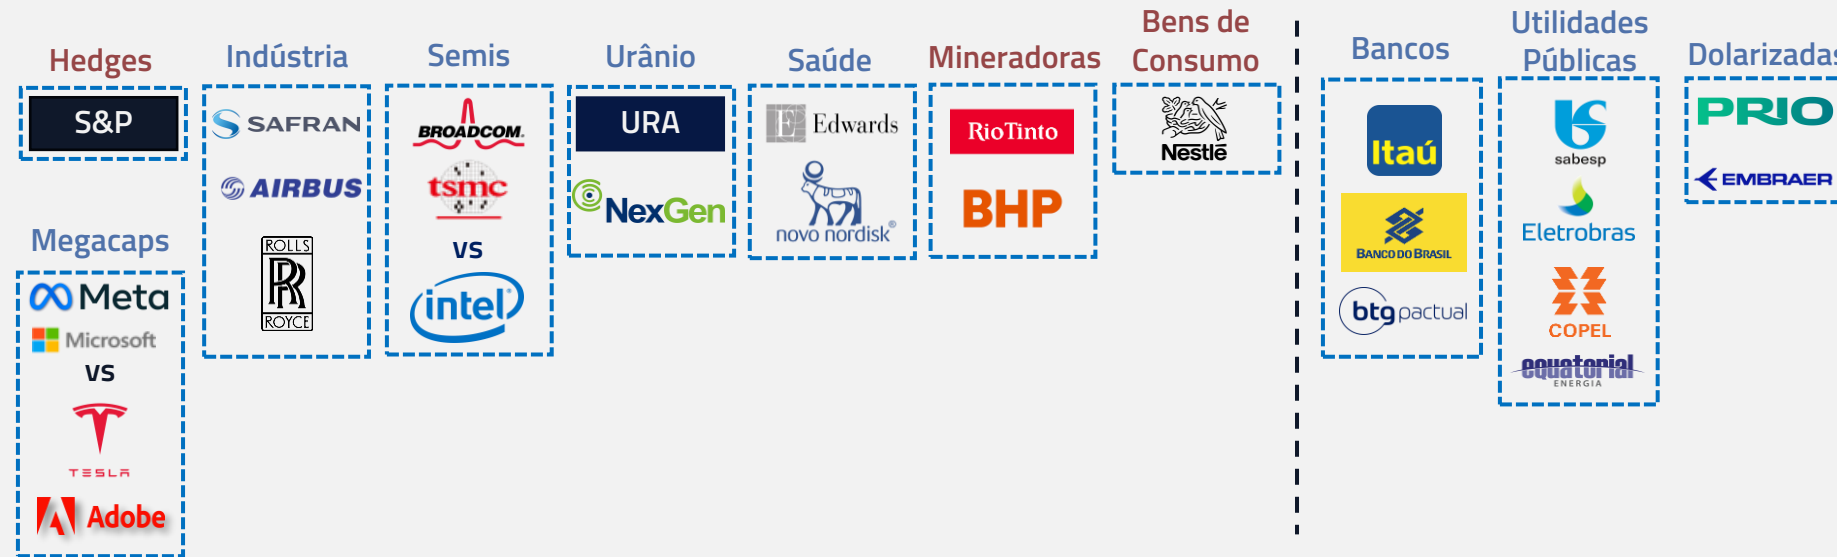 Hedges
S&P
Megacaps
Meta
Microsoft
vs
TESLA
Adobe
Indústria
SAFRAN
AIRBUS
ROLLS
RR
ROYCE
Semis
BROADCOM.
tsmc
vs
intel
Urânio
URA
NexGen
Saúde
E Edwards
novo nordisk®
Mineradoras
RioTinto
BHP
Bens de
Consumo
Nestlé
Bancos
Itaú
BANCO DO BRASIL
btg pactual
Utilidades
Públicas
sabesp
Eletrobras
COPEL
equatorial
ENERGIA
Dolarizadas
PRIO
EMBRAER